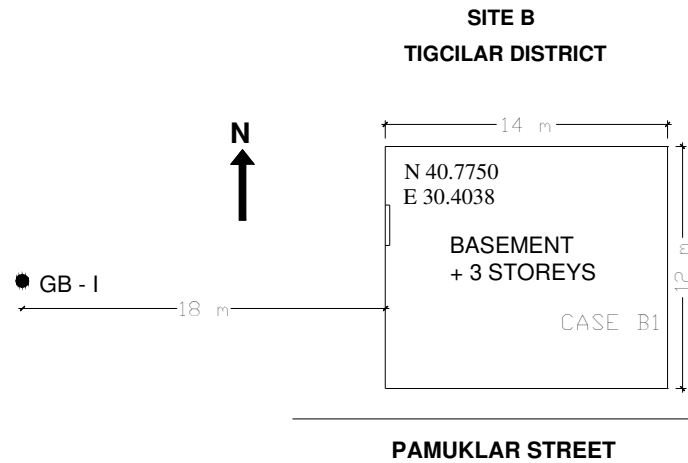 SITE B
TIGCILAR DISTRICT
14 m
N
N 40.7750
E 30.4038
BASEMENT
+ 3 STOREYS
12 m
GB - I
18 m
CASE B1
PAMUKLAR STREET